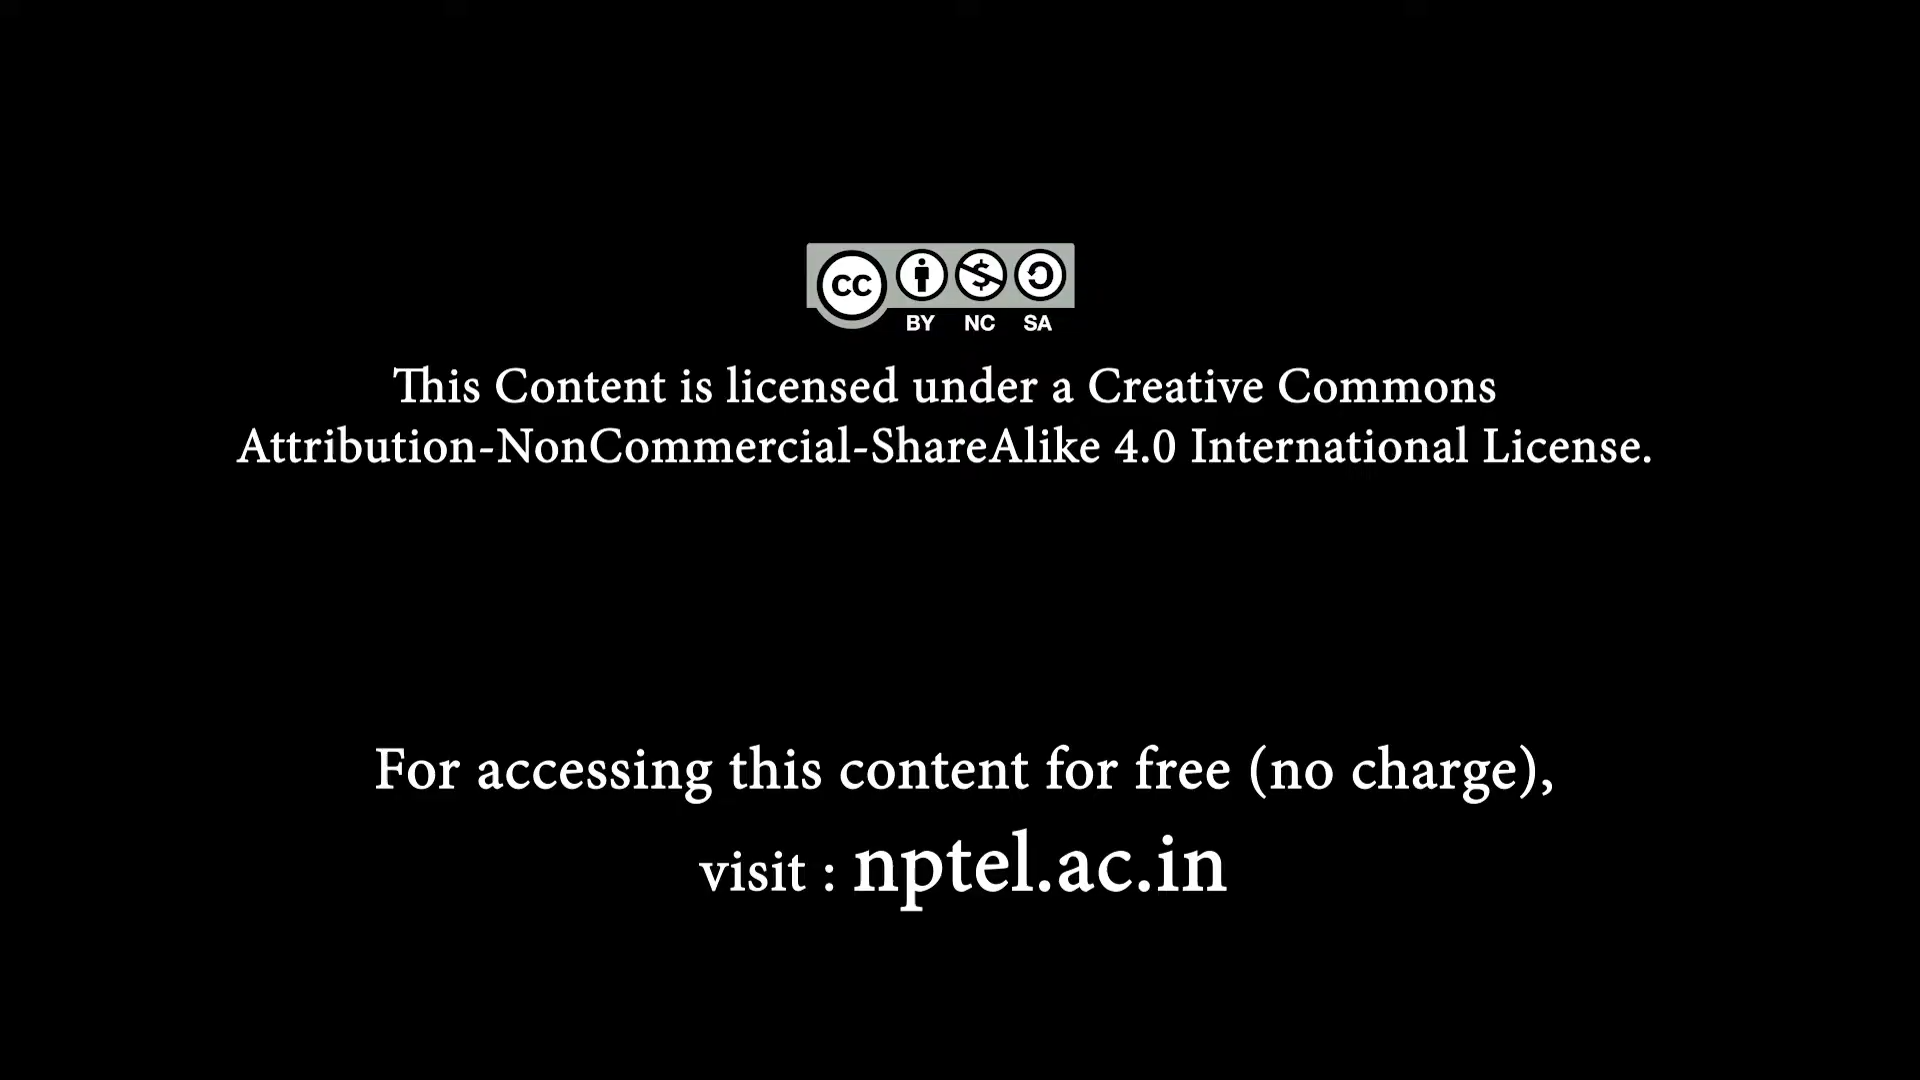 cc BY NC SA
This Content is licensed under a Creative Commons
Attribution-NonCommercial-ShareAlike 4.0 International License.
For accessing this content for free (no charge),
visit : nptel.ac.in